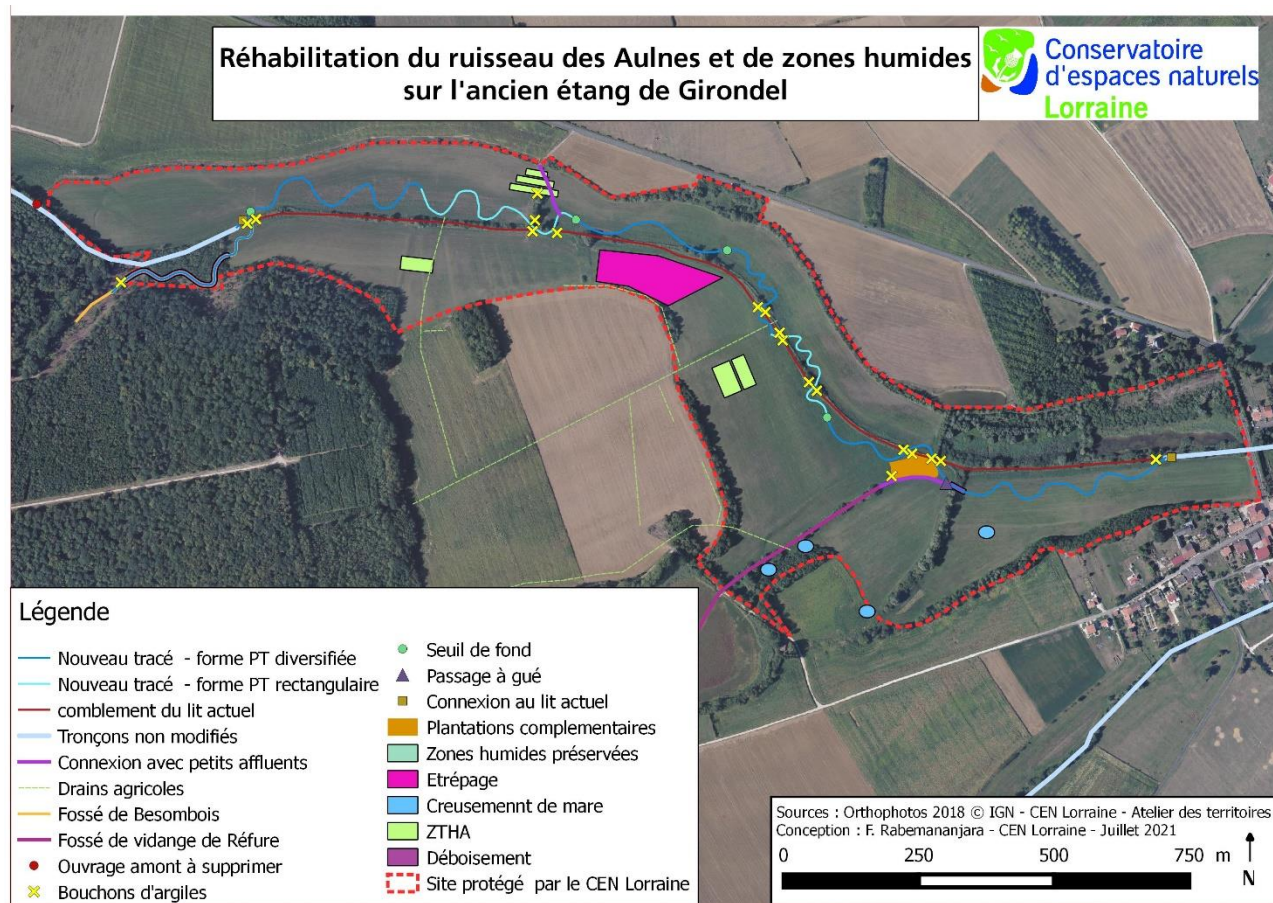 Réhabilitation du ruisseau des Aulnes et de zones humides
sur l'ancien étang de Girondel
Conservatoire
d'espaces naturels
Lorraine
Légende
Nouveau tracé - forme PT diversifiée
Nouveau tracé - forme PT rectangulaire
comblement du lit actuel
Tronçons non modifiés
Connexion avec petits affluents
Drains agricoles
Fossé de Besombois
Fossé de vidange de Réfure
Ouvrage amont à supprimer
Bouchons d'argiles
Seuil de fond
Passage à gué
Connexion au lit actuel
Plantations complementaires
Zones humides préservées
Etrépage
Creusemennt de mare
ZTHA
Déboisement
Site protégé par le CEN Lorraine
Sources : Orthophotos 2018 © IGN - CEN Lorraine - Atelier des territoires
Conception : F. Rabemananjara - CEN Lorraine - Juillet 2021
0 250 500 750 m
N